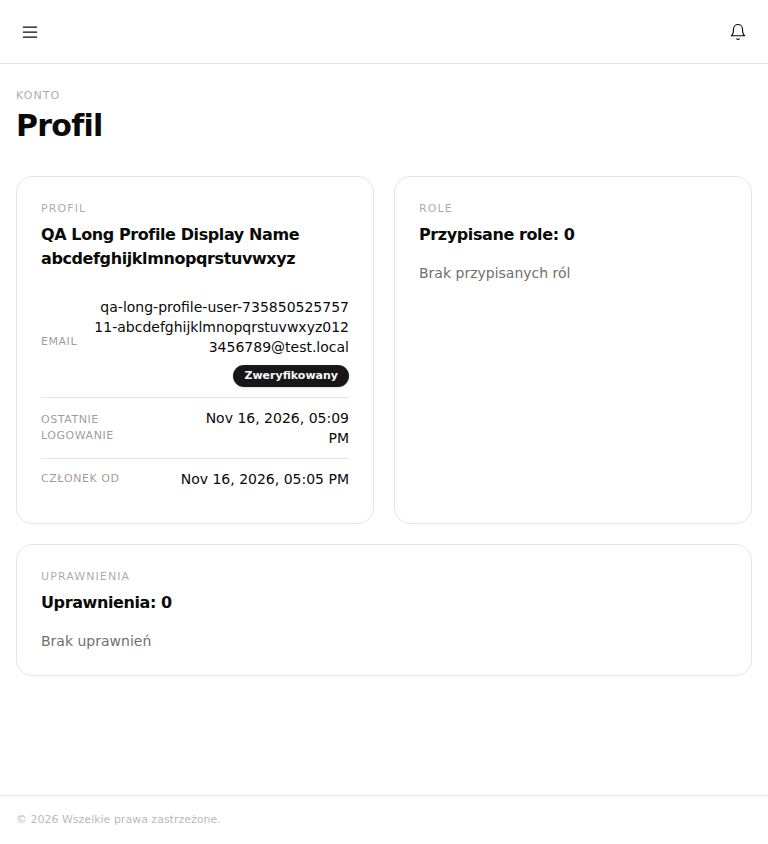 KONTO
Profil
PROFIL
QA Long Profile Display Name
abcdefghijklmnopqrstuvwxyz
EMAIL
qa-long-profile-user-735850525757
11-abcdefghijklmnopqrstuvwxyz012
3456789@test.local
Zweryfikowany
OSTATNIE
LOGOWANIE
Nov 16, 2026, 05:09
PM
CZŁONEK OD
Nov 16, 2026, 05:05 PM
ROLE
Przypisane role: 0
Brak przypisanych ról
UPRAWNIENIA
Uprawnienia: 0
Brak uprawnień
© 2026 Wszelkie prawa zastrzeżone.